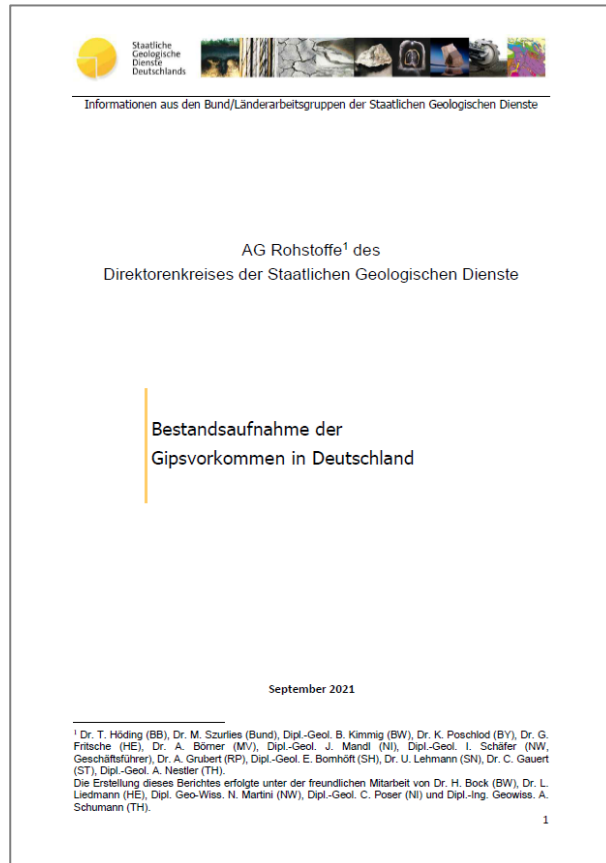 Staatliche
Geologische
Dienste
Deutschlands
Informationen aus den Bund/Länderarbeitsgruppen der Staatlichen Geologischen Dienste
AG Rohstoffe¹ des
Direktorenkreises der Staatlichen Geologischen Dienste
Bestandsaufnahme der
Gipsvorkommen in Deutschland
September 2021
¹ Dr. T. Höding (BB), Dr. M. Szurlies (Bund), Dipl.-Geol. B. Kimmig (BW), Dr. K. Poschlod (BY), Dr. G.
Fritsche (HE), Dr. A. Börner (MV), Dipl.-Geol. J. Mandl (NI), Dipl.-Geol. I. Schäfer (NW,
Geschäftsführer), Dr. A. Grubert (RP), Dipl.-Geol. E. Bornhöft (SH), Dr. U. Lehmann (SN), Dr. C. Gauert
(ST), Dipl.-Geol. A. Nestler (TH).
Die Erstellung dieses Berichtes erfolgte unter der freundlichen Mitarbeit von Dr. H. Bock (BW), Dr. L.
Liedmann (HE), Dipl. Geo-Wiss. N. Martini (NW), Dipl.-Geol. C. Poser (NI) und Dipl.-Ing. Geowiss. A.
Schumann (TH).
1